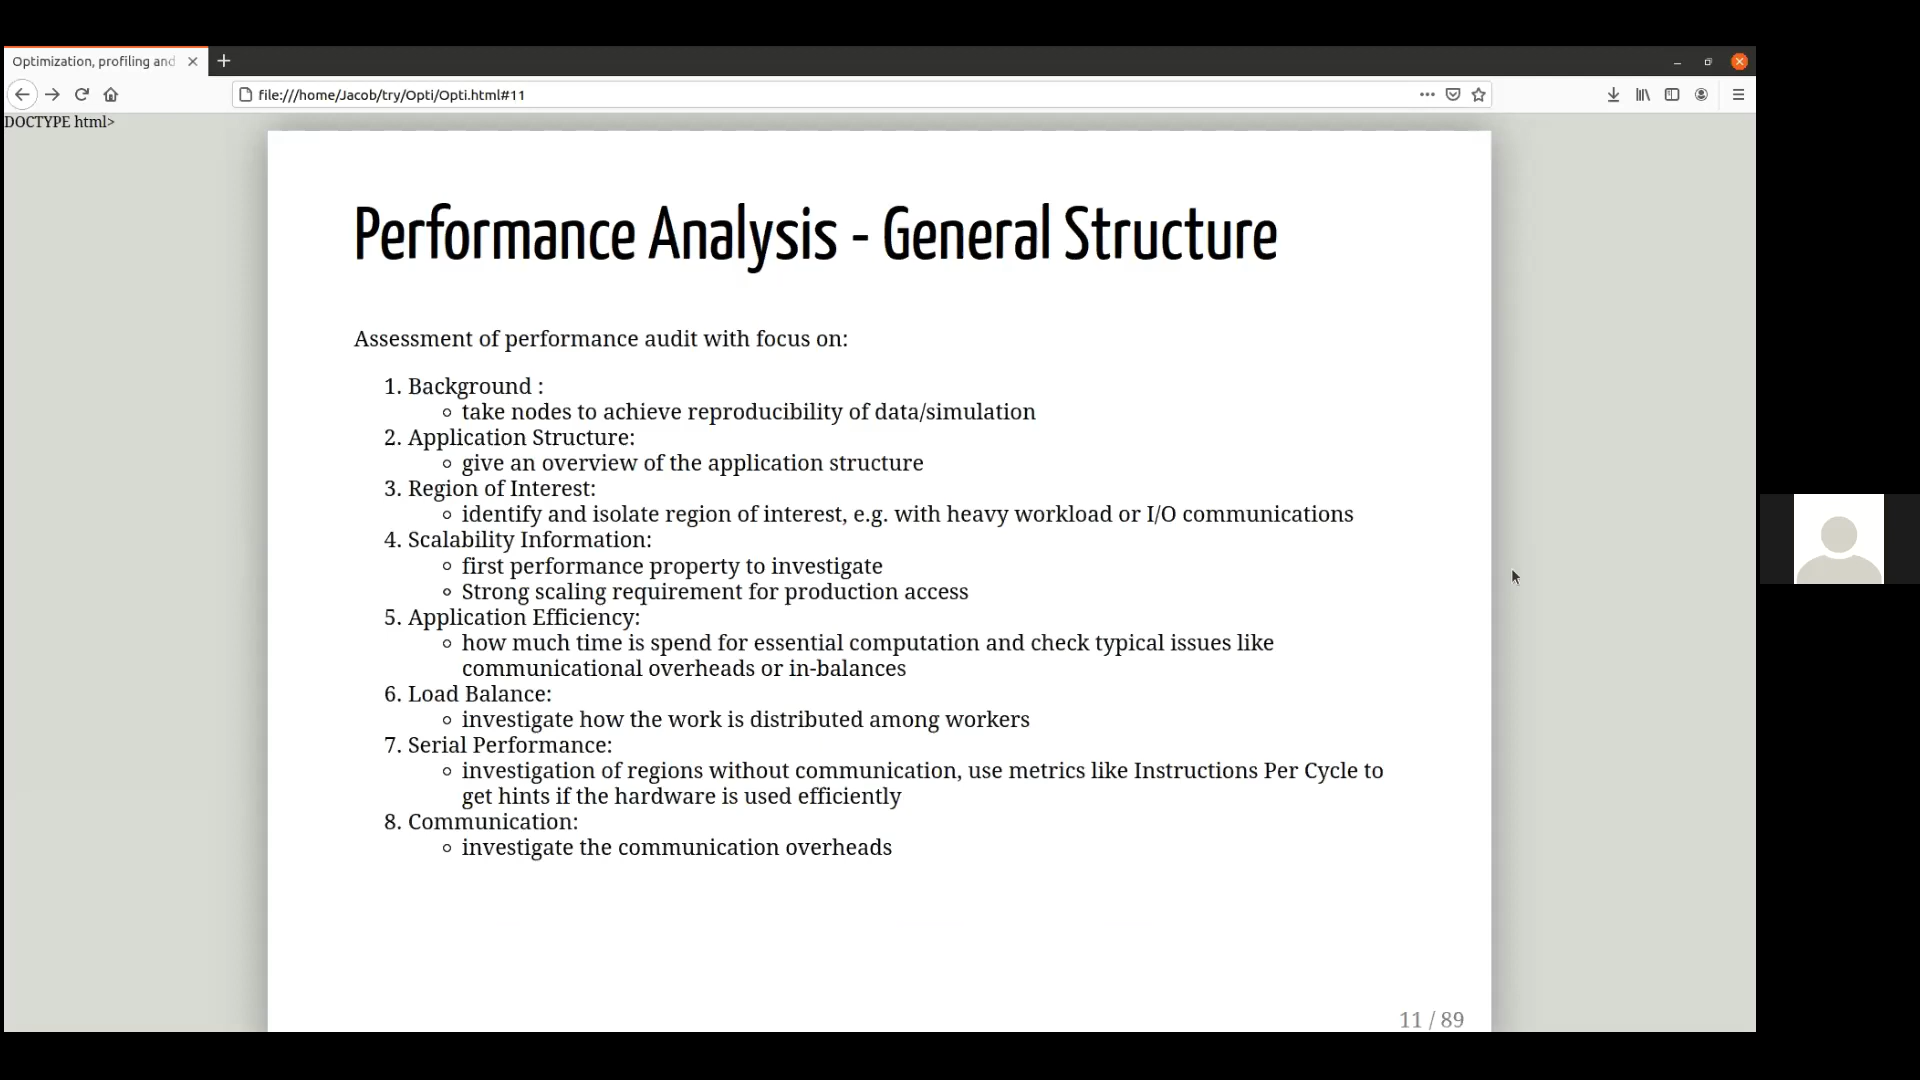 Optimization, profiling and
file:///home/Jacob/try/Opti/Opti.html#11
DOCTYPE html>
Performance Analysis - General Structure
Assessment of performance audit with focus on:
1. Background :
take nodes to achieve reproducibility of data/simulation
2. Application Structure:
give an overview of the application structure
3. Region of Interest:
identify and isolate region of interest, e.g. with heavy workload or I/O communications
4. Scalability Information:
first performance property to investigate
Strong scaling requirement for production access
5. Application Efficiency:
how much time is spend for essential computation and check typical issues like
communicational overheads or in-balances
6. Load Balance:
investigate how the work is distributed among workers
7. Serial Performance:
investigation of regions without communication, use metrics like Instructions Per Cycle to
get hints if the hardware is used efficiently
8. Communication:
investigate the communication overheads
11 / 89